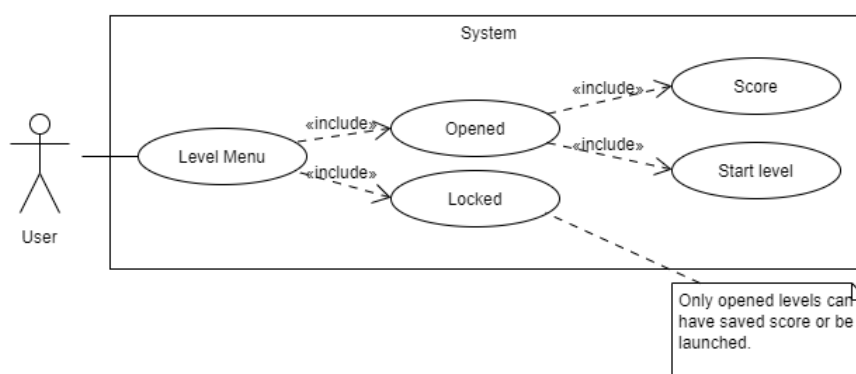 System
«include»
Score
«include»
Opened
Level Menu
«include»
Start level
«include»
Locked
User
Only opened levels can
have saved score or be
launched.